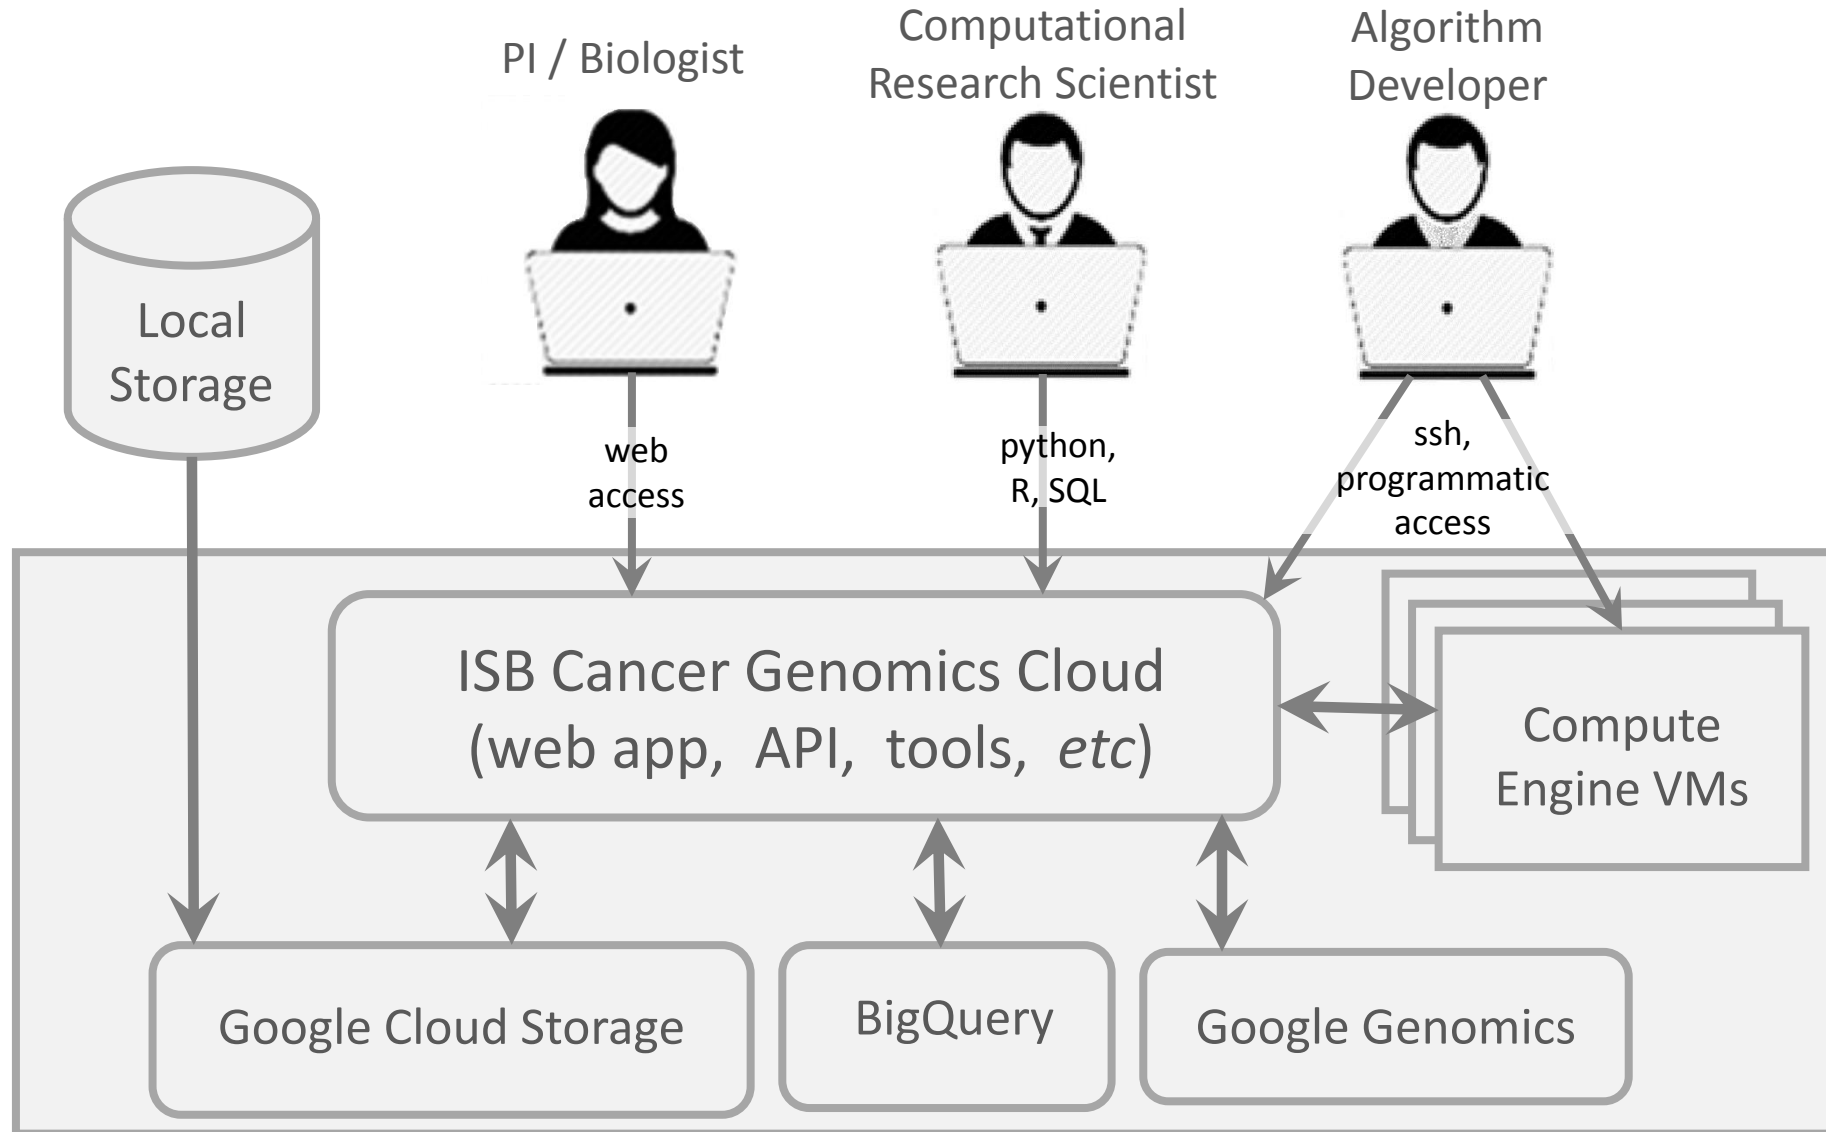 PI / Biologist
Computational
Research Scientist
Algorithm
Developer
Local
Storage
web
access
python,
R, SQL
ssh,
programmatic
access
ISB Cancer Genomics Cloud
(web app, API, tools, etc)
Compute
Engine VMs
Google Cloud Storage
BigQuery
Google Genomics